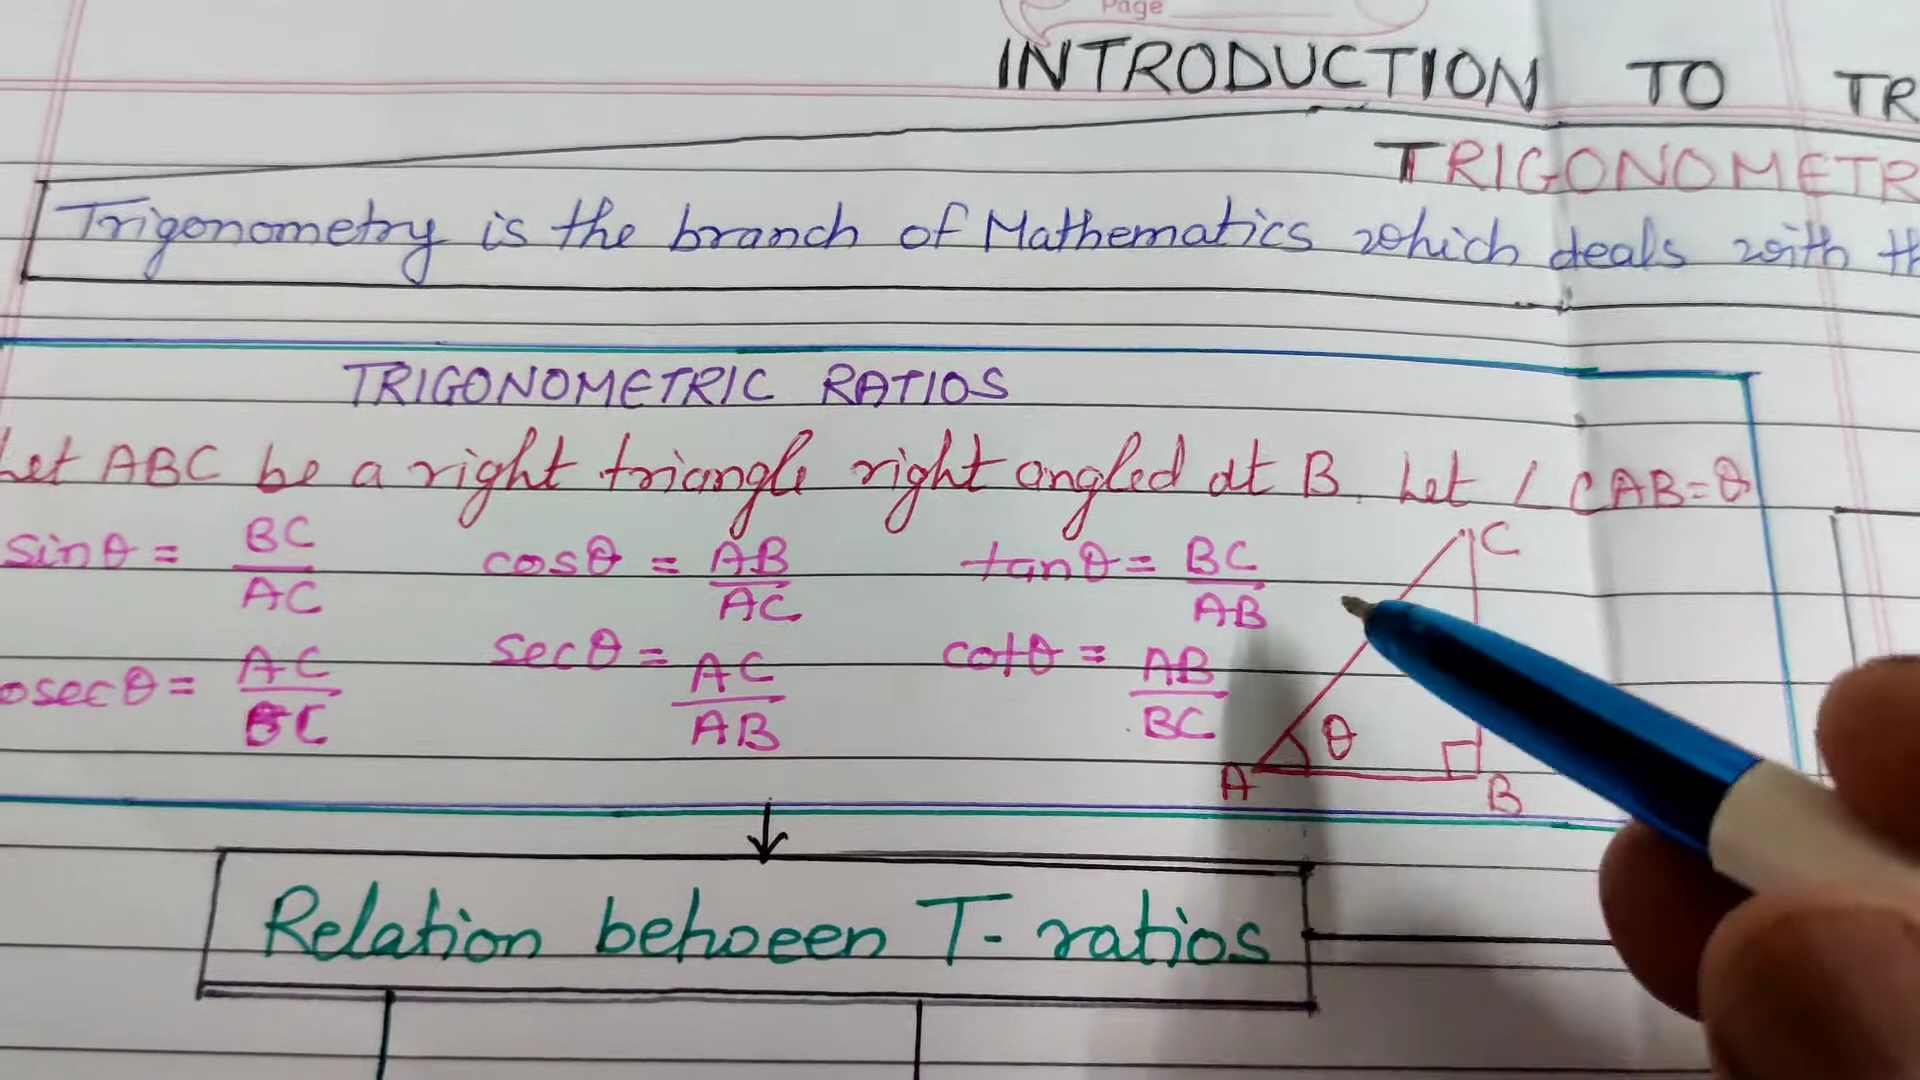 Page
INTRODUCTION TO TR
TRIGONOMETR
Trigonometry is the branch of Mathematics which deals with th
TRIGONOMETRIC RATIOS
Let ABC be a right triangle right angled at B. Let ∠CAB=θ
sinθ = BC/AC cosθ = AB/AC tanθ = BC/AB
C
osecθ = AC/BC secθ = AC/AB cotθ = AB/BC
θ
A B
Relation between T-ratios